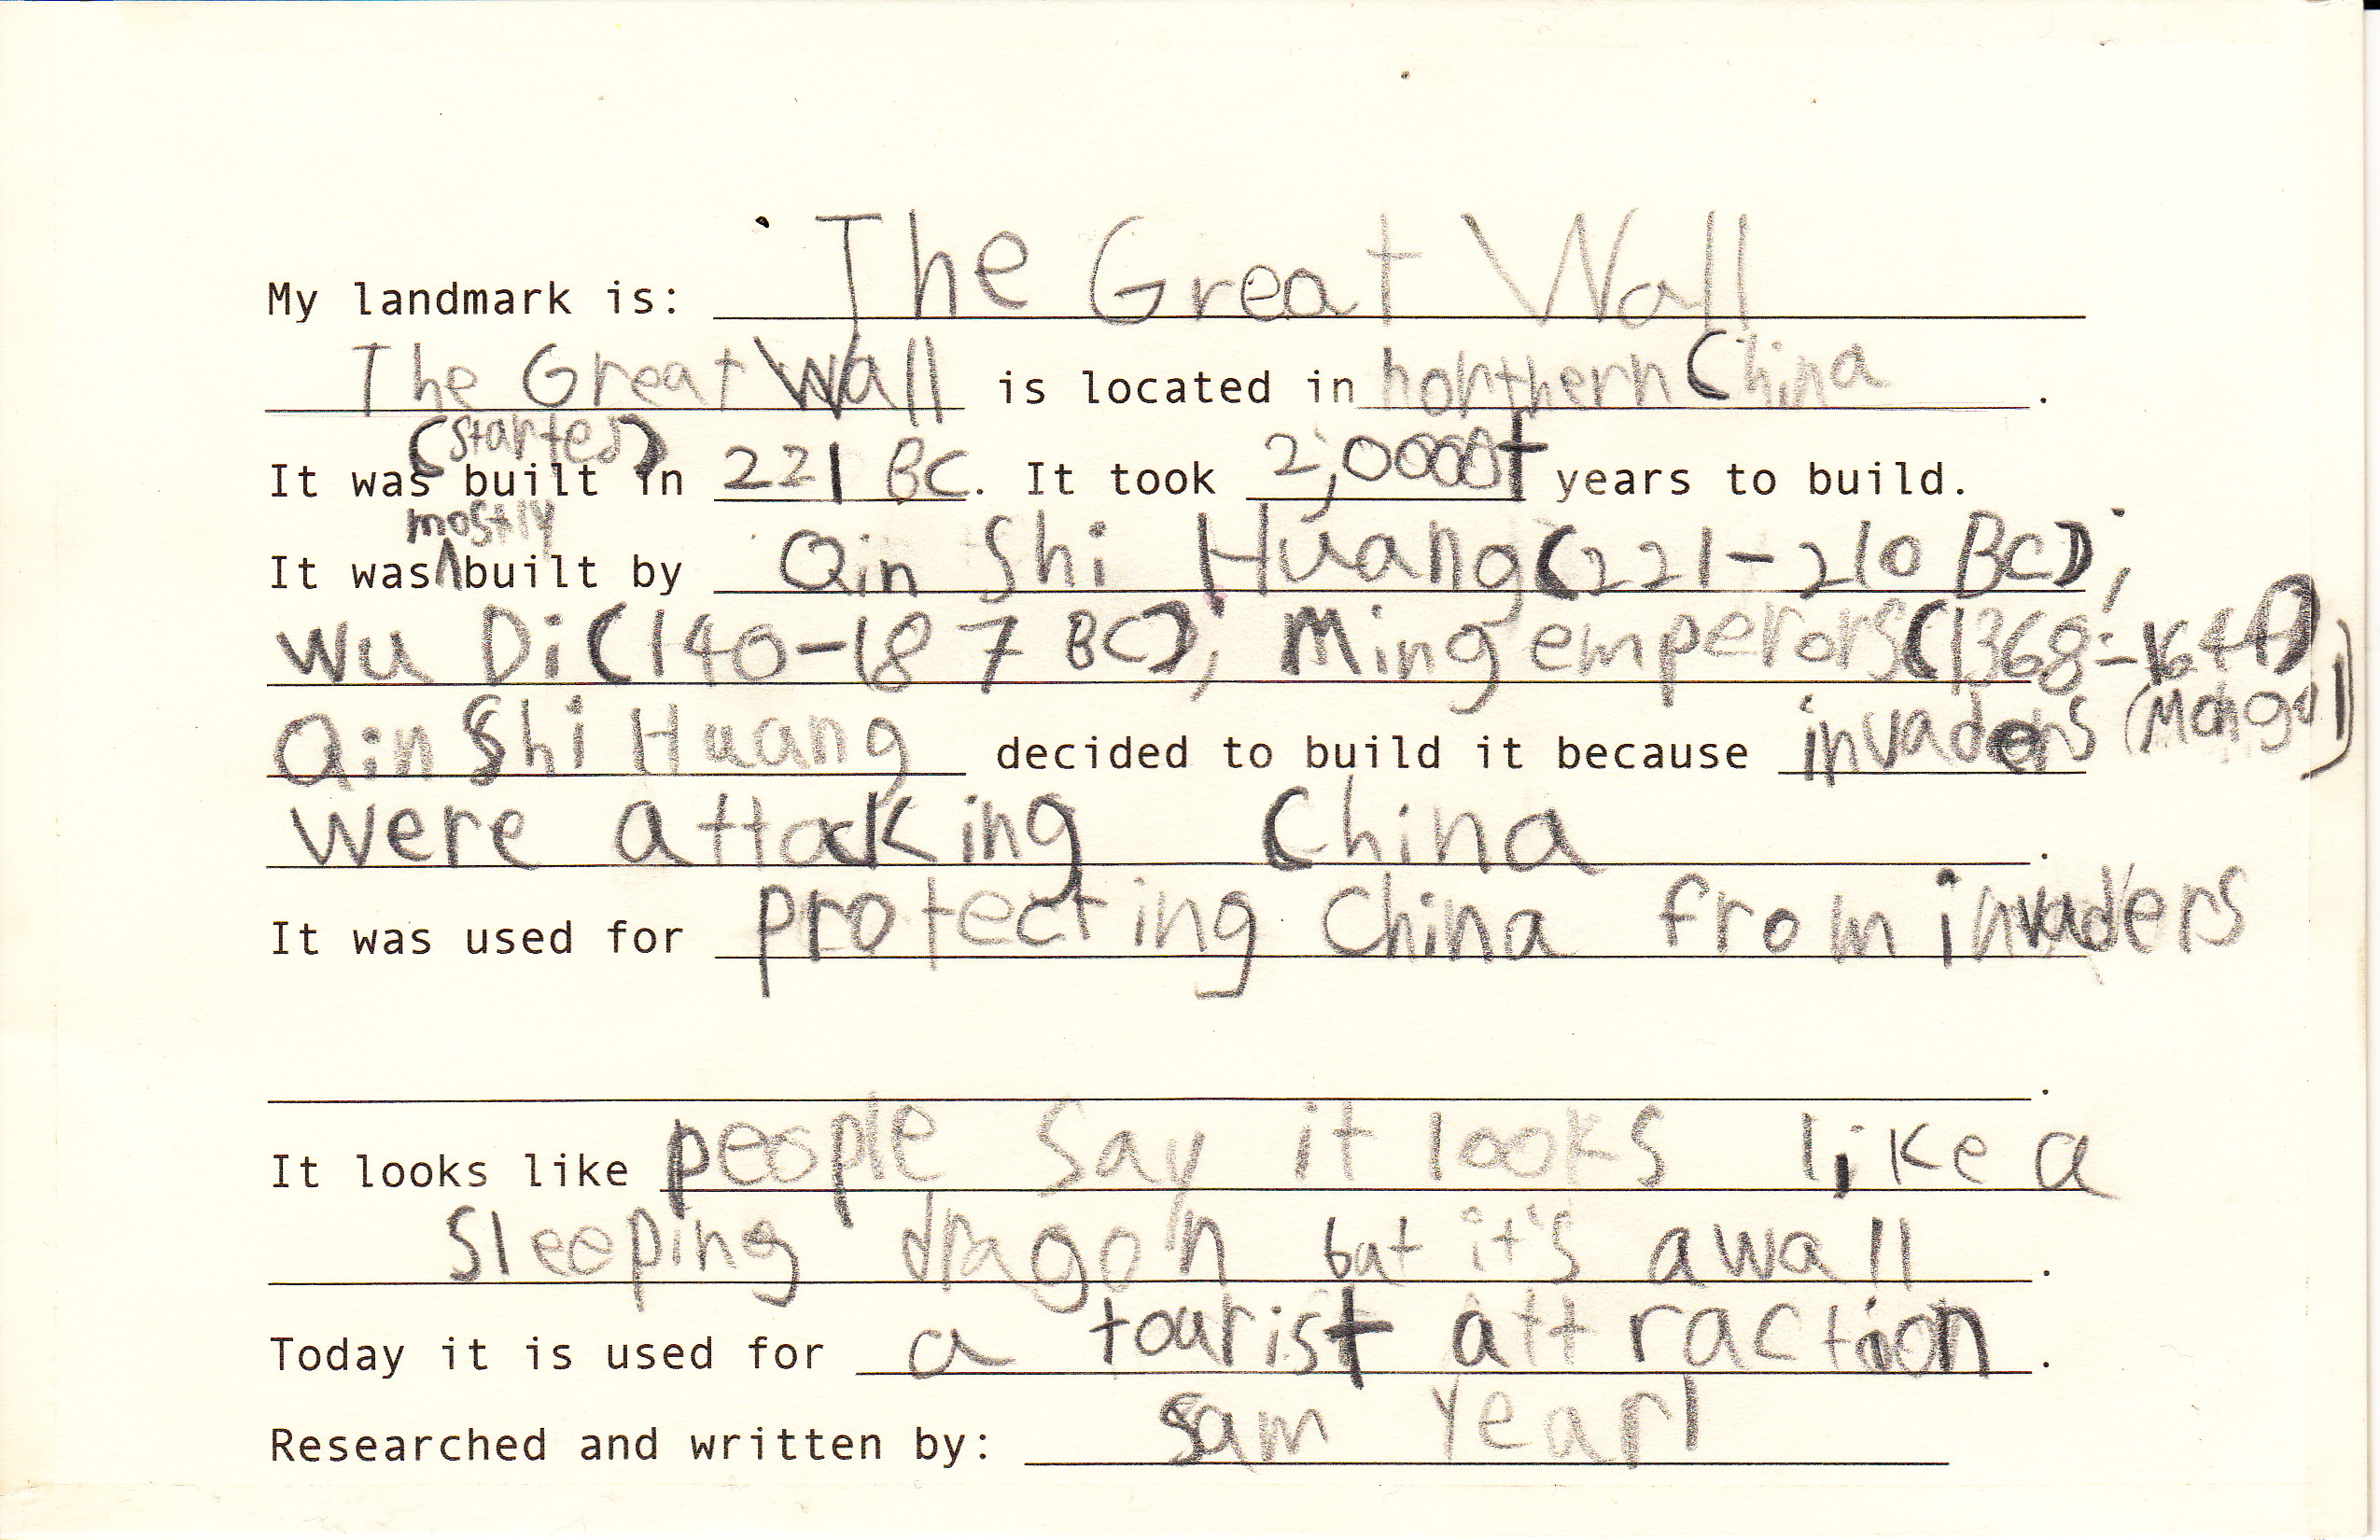 My landmark is: The Great Wall
The Great Wall is located in northern China.
(started)
It was built in 221 BC. It took 2,000+ years to build.
mostly
It was ^ built by Qin Shi Huang (221-210 BC);
Wu Di (140-187 BC); Ming emperors (1368-1644)
Qin Shi Huang decided to build it because invaders (Mongol)
were attacking China.
It was used for protecting China from invaders
.
It looks like people say it looks like a
sleeping dragon but it's a wall.
Today it is used for a tourist attraction.
Researched and written by: Sam Yearl